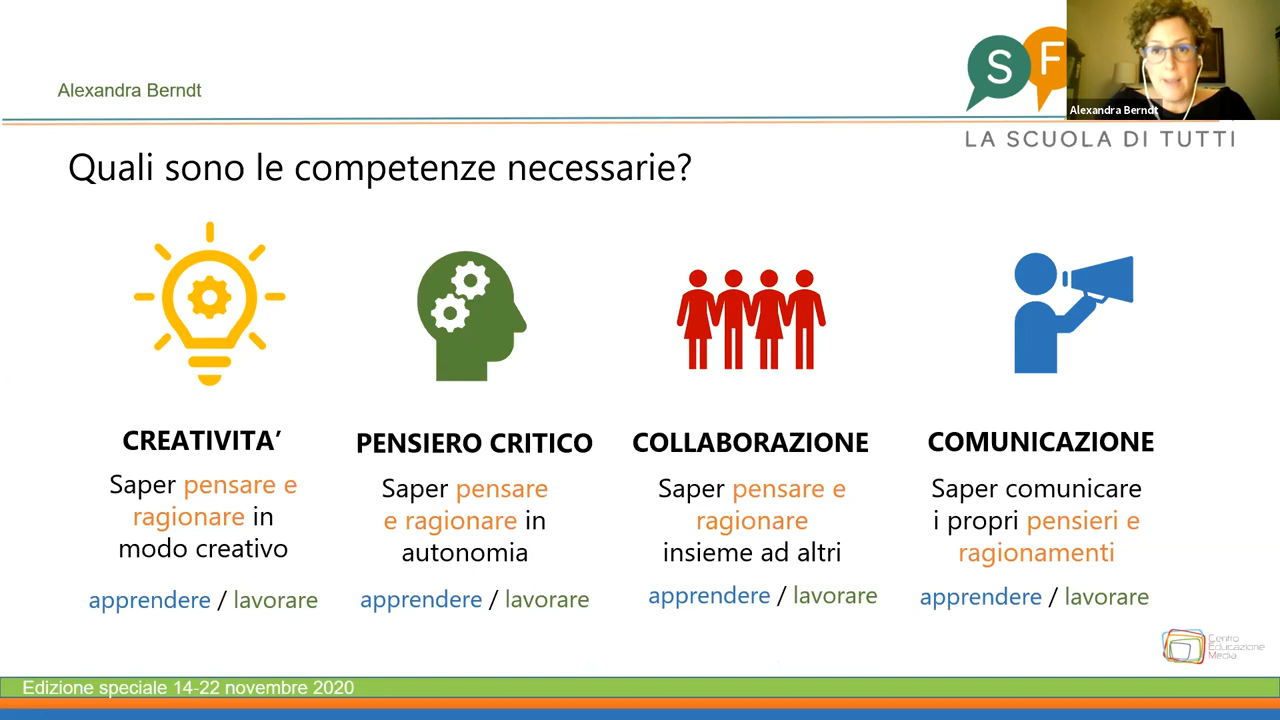 Alexandra Berndt
S F
Alexandra Berndt
LA SCUOLA DI TUTTI
Quali sono le competenze necessarie?
CREATIVITA’
Saper pensare e
ragionare in
modo creativo
apprendere / lavorare
PENSIERO CRITICO
Saper pensare
e ragionare in
autonomia
apprendere / lavorare
COLLABORAZIONE
Saper pensare e
ragionare
insieme ad altri
apprendere / lavorare
COMUNICAZIONE
Saper comunicare
i propri pensieri e
ragionamenti
apprendere / lavorare
Centro
Educazione
Media
Edizione speciale 14-22 novembre 2020